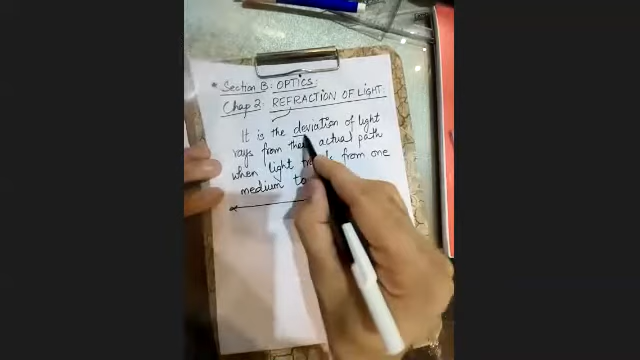 * Section B: OPTICS:
Chap 2: REFRACTION OF LIGHT:
It is the deviation of light
rays from actual path
when light from one
medium to